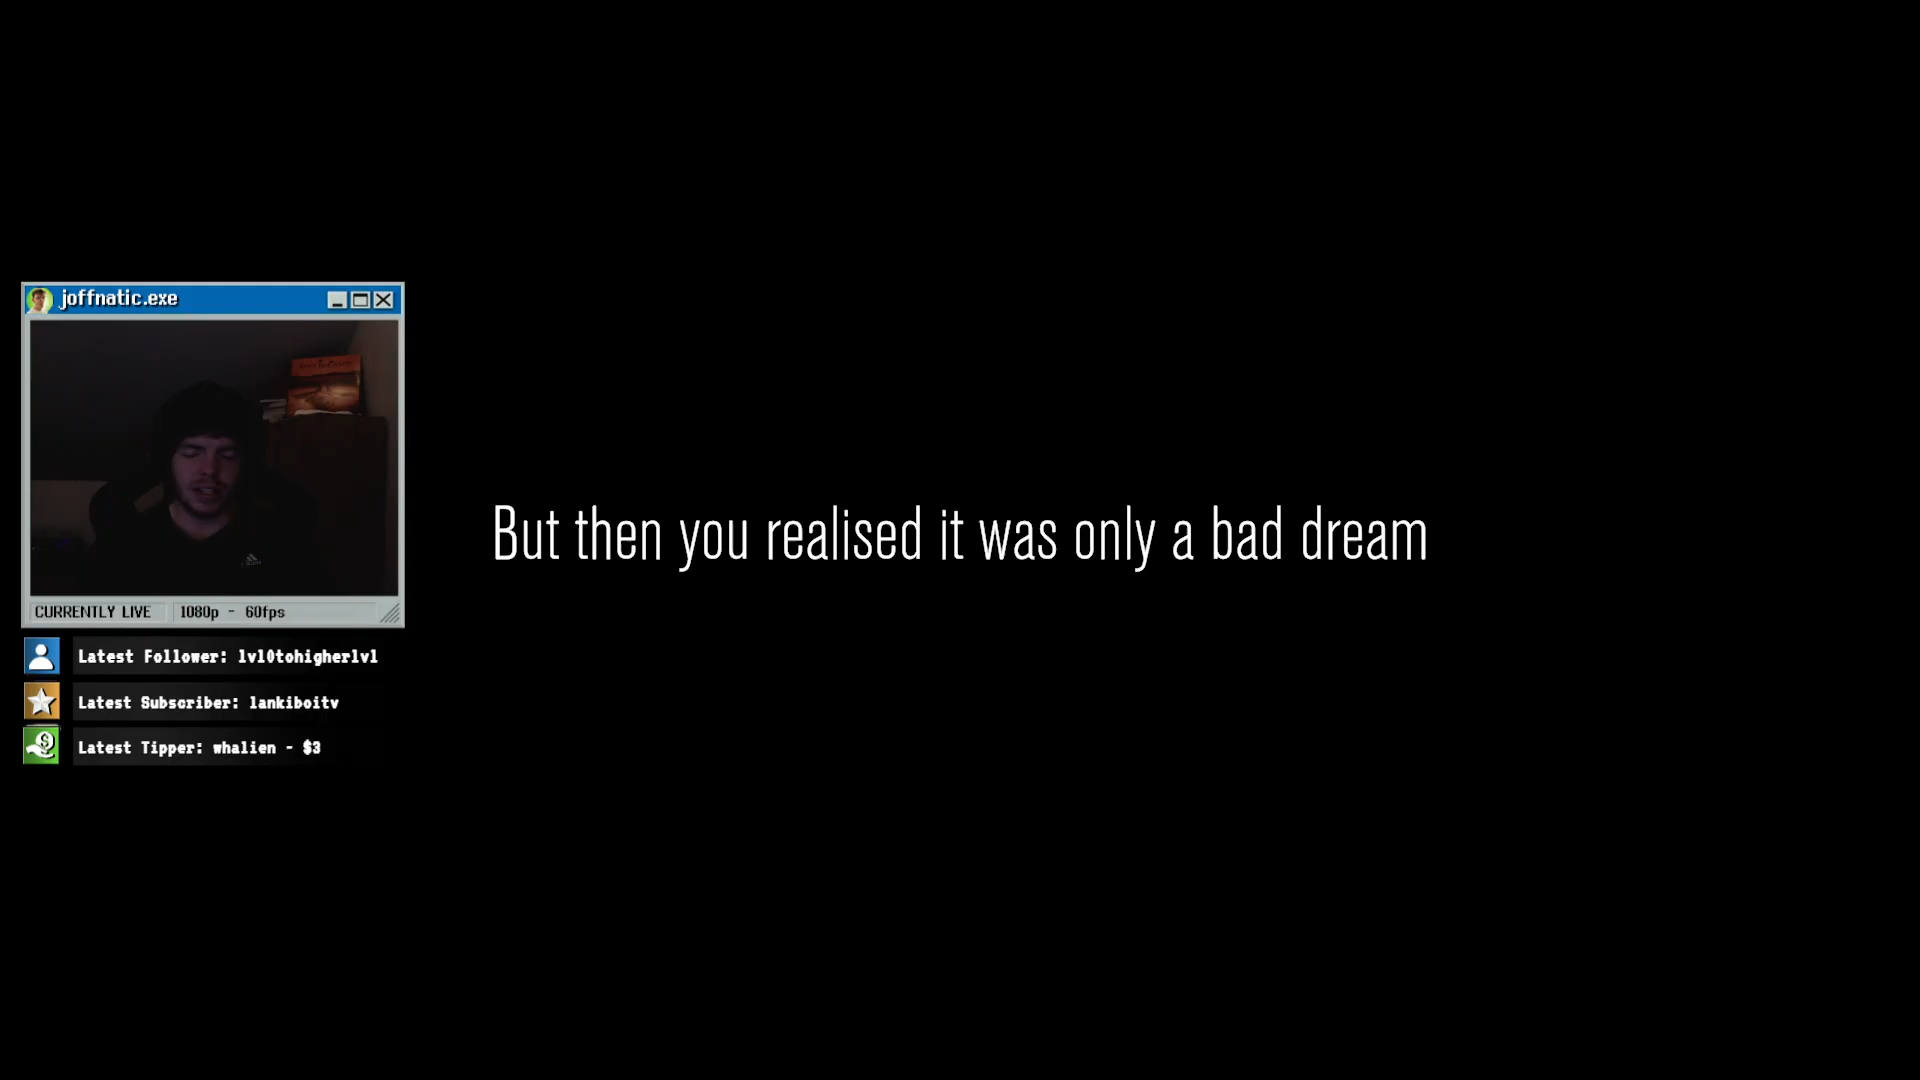 joffnatic.exe
But then you realised it was only a bad dream
CURRENTLY LIVE
1080p - 60fps
Latest Follower: lvl0tohigherlvl
Latest Subscriber: lankiboitv
Latest Tipper: whalien - $3